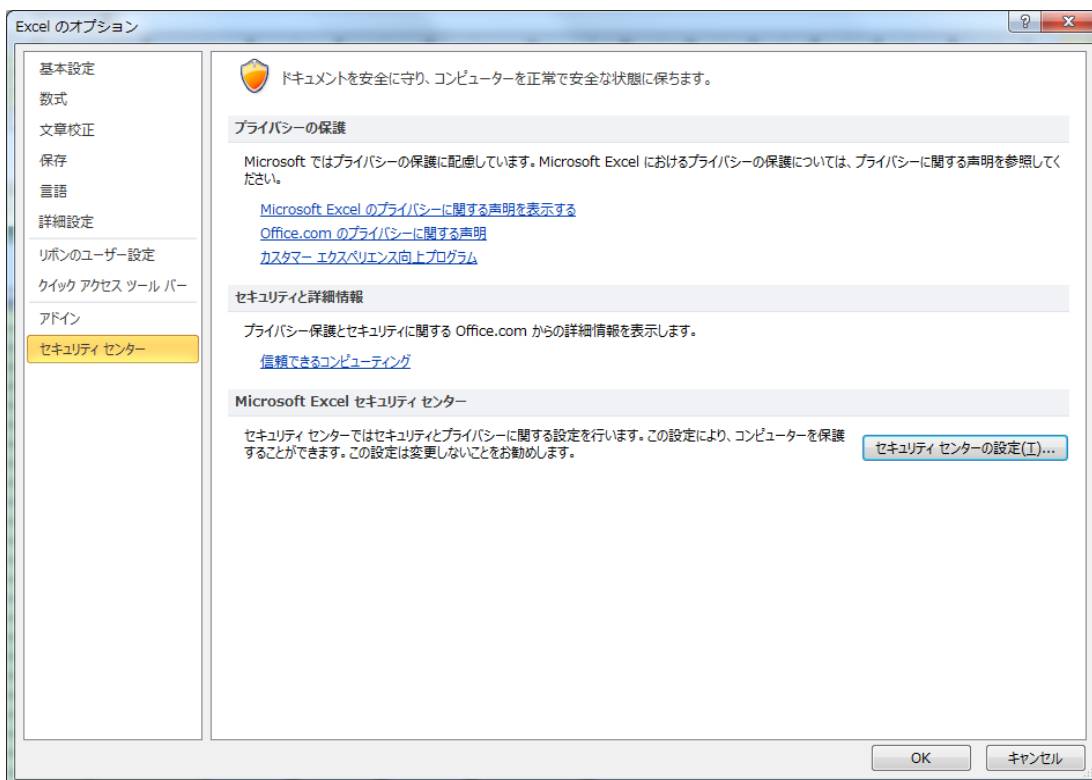 Excel のオプション
基本設定
数式
文章校正
保存
言語
詳細設定
リボンのユーザー設定
クイック アクセス ツール バー
アドイン
セキュリティ センター
ドキュメントを安全に守り、コンピューターを正常で安全な状態に保ちます。
プライバシーの保護
Microsoft ではプライバシーの保護に配慮しています。Microsoft Excel におけるプライバシーの保護については、プライバシーに関する声明を参照してく
ださい。
Microsoft Excel のプライバシーに関する声明を表示する
Office.com のプライバシーに関する声明
カスタマー エクスペリエンス向上プログラム
セキュリティと詳細情報
プライバシー保護とセキュリティに関する Office.com からの詳細情報を表示します。
信頼できるコンピューティング
Microsoft Excel セキュリティ センター
セキュリティ センターではセキュリティとプライバシーに関する設定を行います。この設定により、コンピューターを保護
することができます。この設定は変更しないことをお勧めします。
セキュリティ センターの設定(T)...
OK
キャンセル